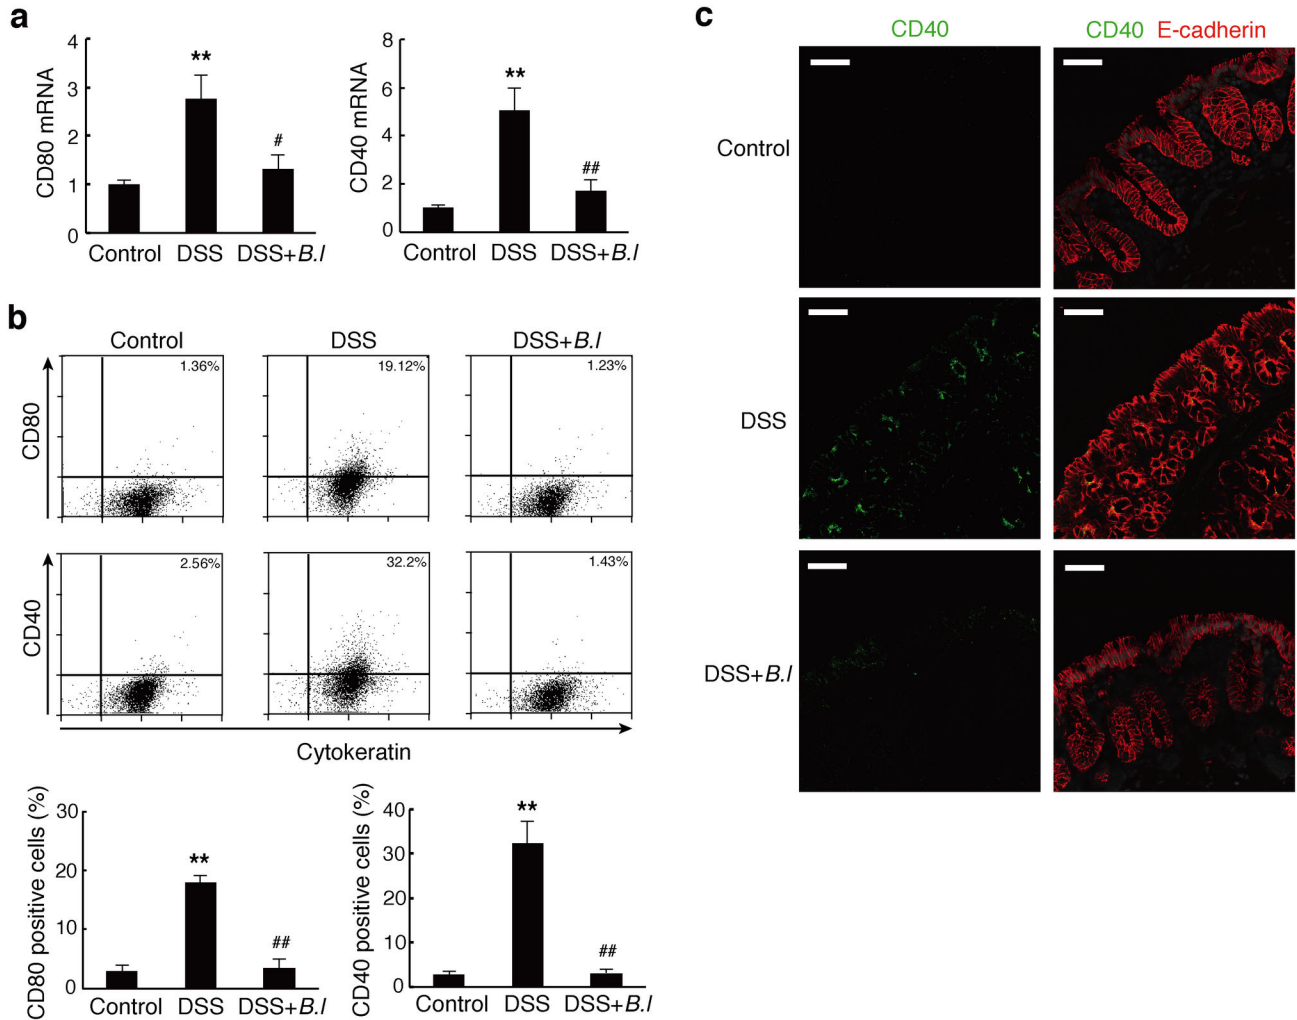 a
4
3
2
1
0
CD80 mRNA
**
#
Control DSS DSS+B.l
8
6
4
2
0
CD40 mRNA
**
##
Control DSS DSS+B.l
b
Control DSS DSS+B.l
CD80
1.36%
19.12%
1.23%
CD40
2.56%
32.2%
1.43%
Cytokeratin
30
20
10
0
CD80 positive cells (%)
**
##
Control DSS DSS+B.l
40
30
20
10
0
CD40 positive cells (%)
**
##
Control DSS DSS+B.l
c
CD40
CD40 E-cadherin
Control
DSS
DSS+B.l